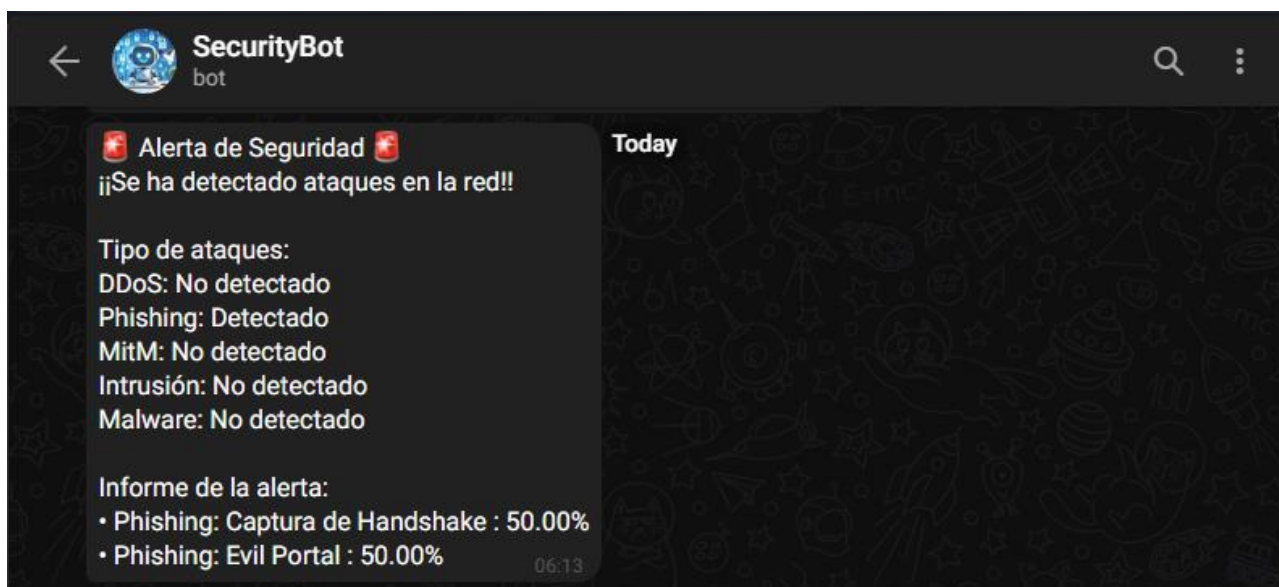 SecurityBot
bot
Today
🚨 Alerta de Seguridad 🚨
¡¡Se ha detectado ataques en la red!!
Tipo de ataques:
DDoS: No detectado
Phishing: Detectado
MitM: No detectado
Intrusión: No detectado
Malware: No detectado
Informe de la alerta:
• Phishing: Captura de Handshake : 50.00%
• Phishing: Evil Portal : 50.00%
06:13